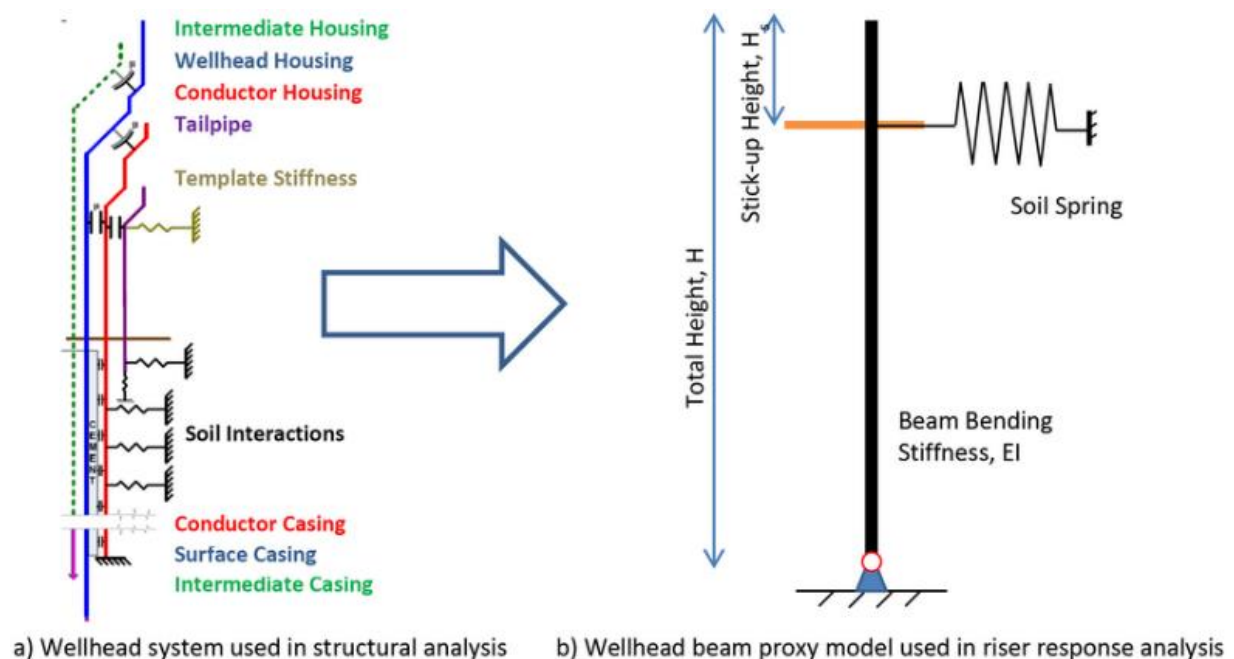 Intermediate Housing
Wellhead Housing
Conductor Housing
Tailpipe
Template Stiffness
CEMENT
Soil Interactions
Conductor Casing
Surface Casing
Intermediate Casing
a) Wellhead system used in structural analysis
Stick-up Height, Hs
Total Height, H
Soil Spring
Beam Bending
Stiffness, EI
b) Wellhead beam proxy model used in riser response analysis